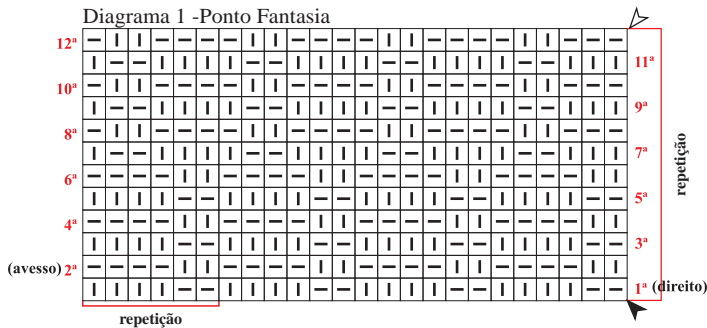 Diagrama 1 -Ponto Fantasia
12ª
11ª
10ª
9ª
8ª
7ª
6ª
5ª
4ª
3ª
(avesso) 2ª
1ª (direito)
repetição
repetição